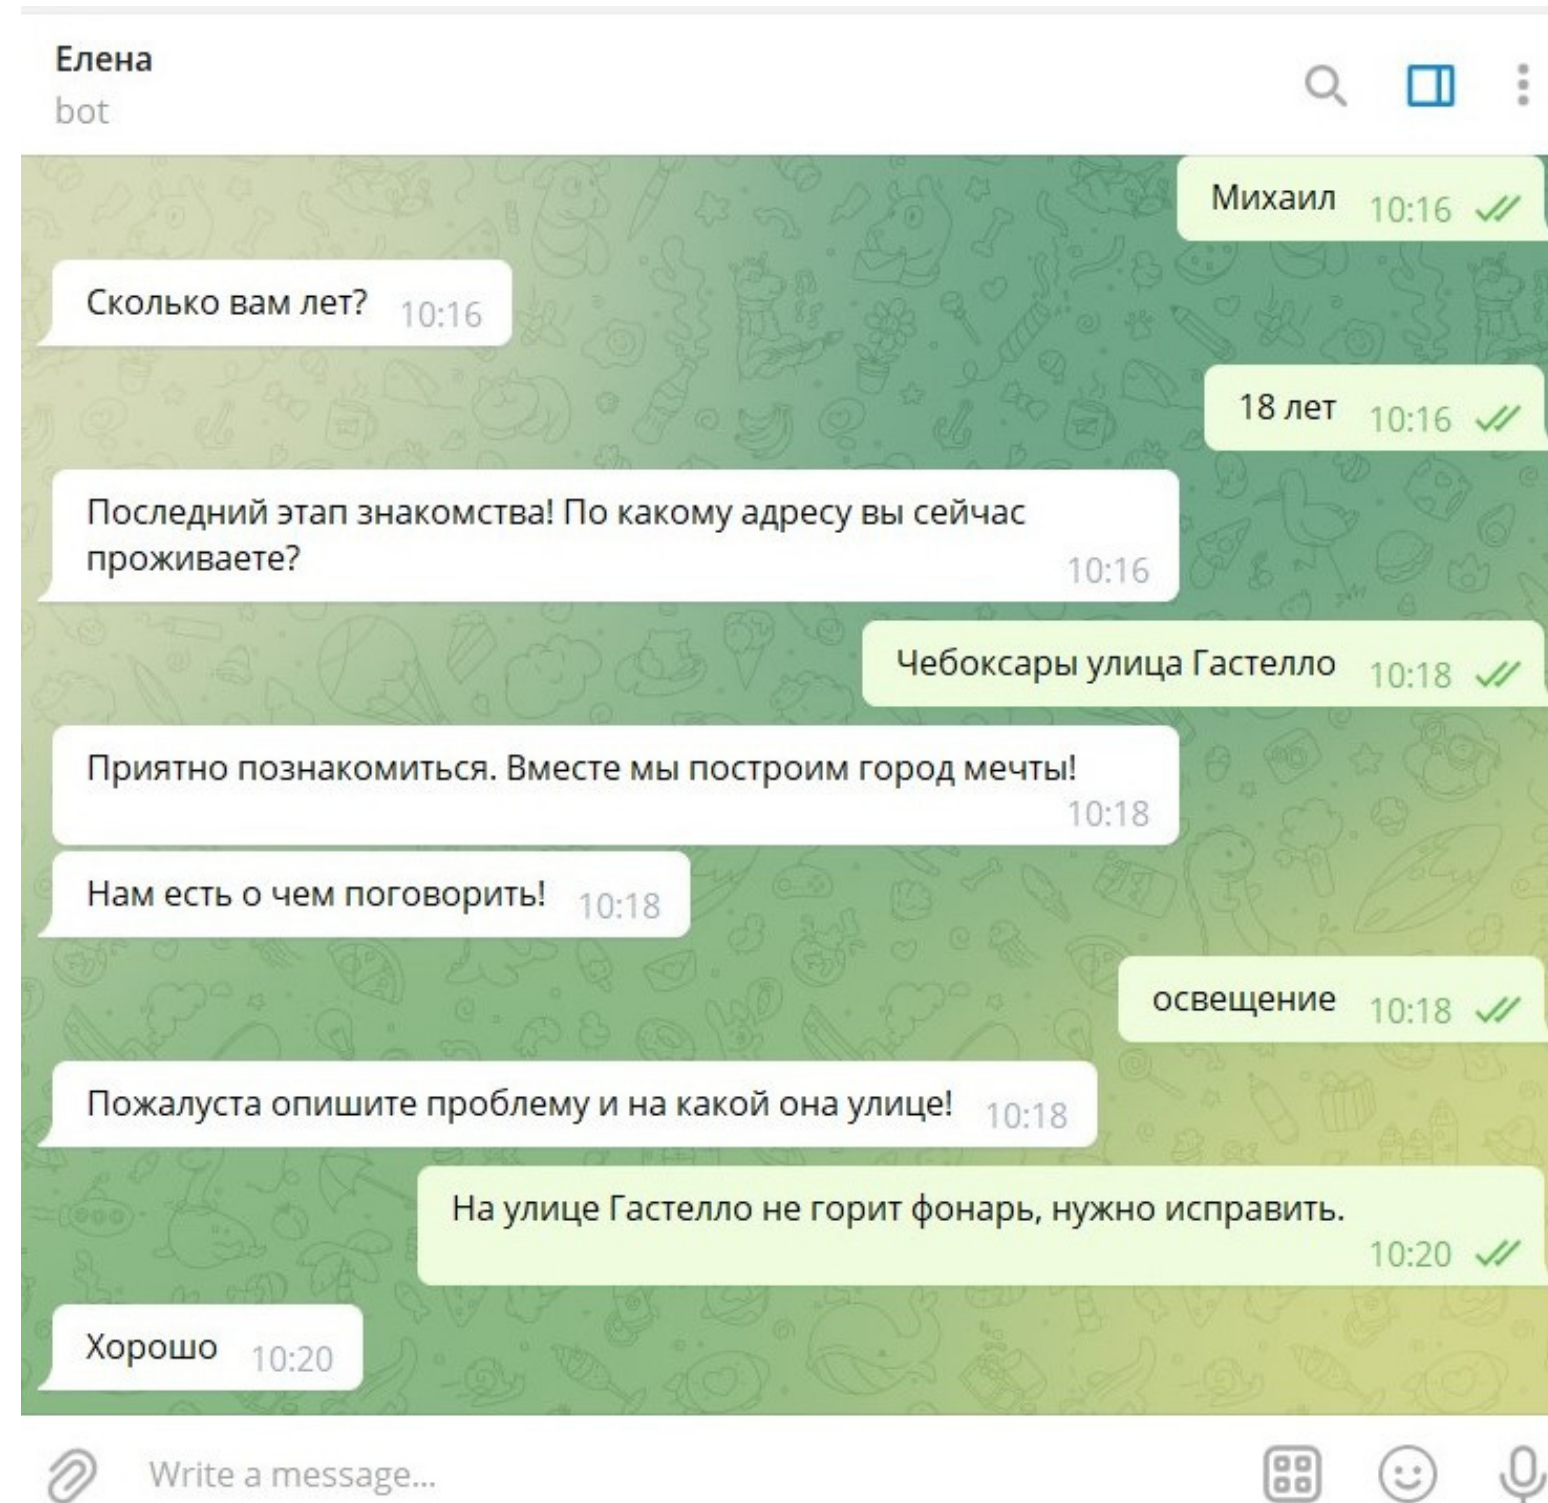 Елена
bot
Михаил 10:16
Сколько вам лет? 10:16
18 лет 10:16
Последний этап знакомства! По какому адресу вы сейчас
проживаете? 10:16
Чебоксары улица Гастелло 10:18
Приятно познакомиться. Вместе мы построим город мечты!
10:18
Нам есть о чем поговорить! 10:18
освещение 10:18
Пожалуста опишите проблему и на какой она улице! 10:18
На улице Гастелло не горит фонарь, нужно исправить.
10:20
Хорошо 10:20
Write a message...